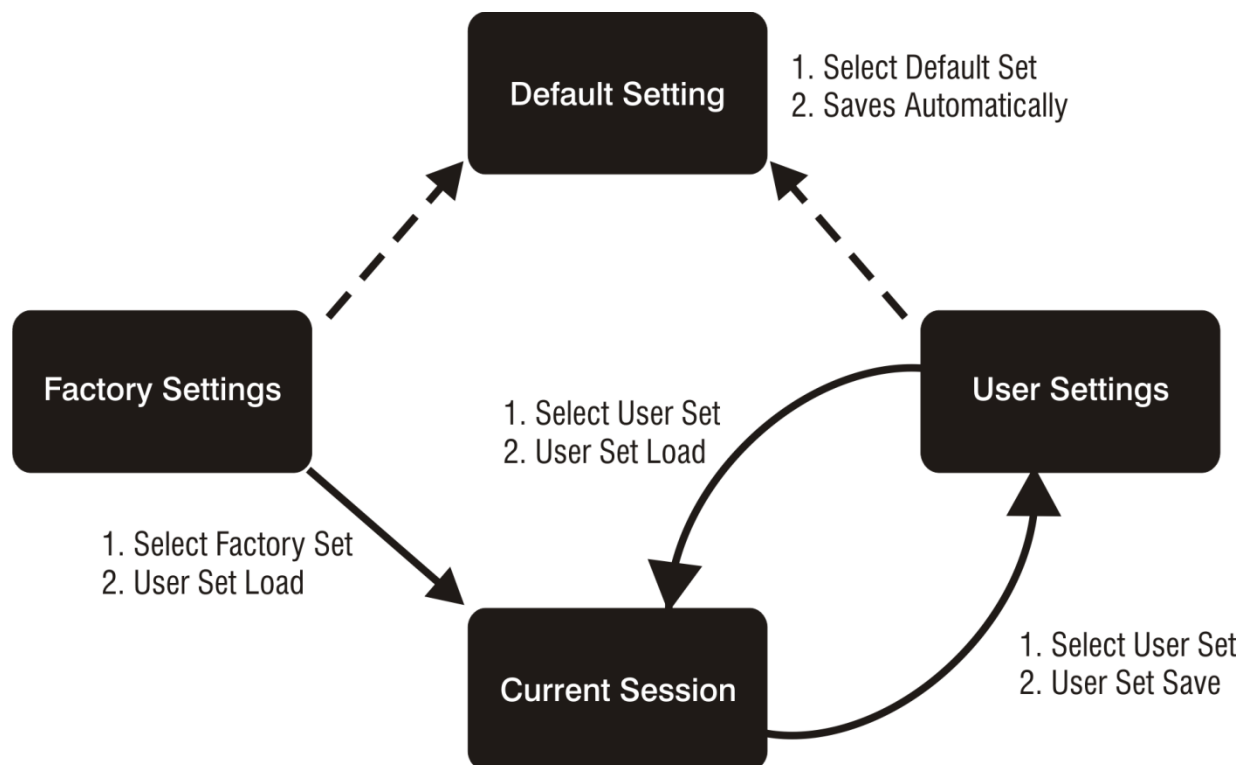 Default Setting
1. Select Default Set
2. Saves Automatically
Factory Settings
User Settings
1. Select User Set
2. User Set Load
1. Select Factory Set
2. User Set Load
Current Session
1. Select User Set
2. User Set Save